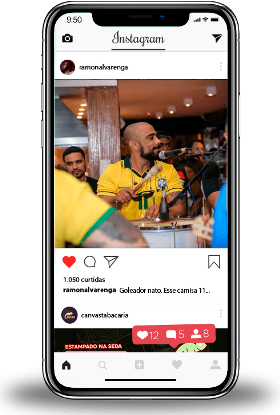 9:50
Instagram
ramonalvarenga
1.050 curtidas
ramonalvarenga Goleador nato. Esse camisa 11...
canvastabacaria
ESTAMPADO NA SEDA
12 5 8